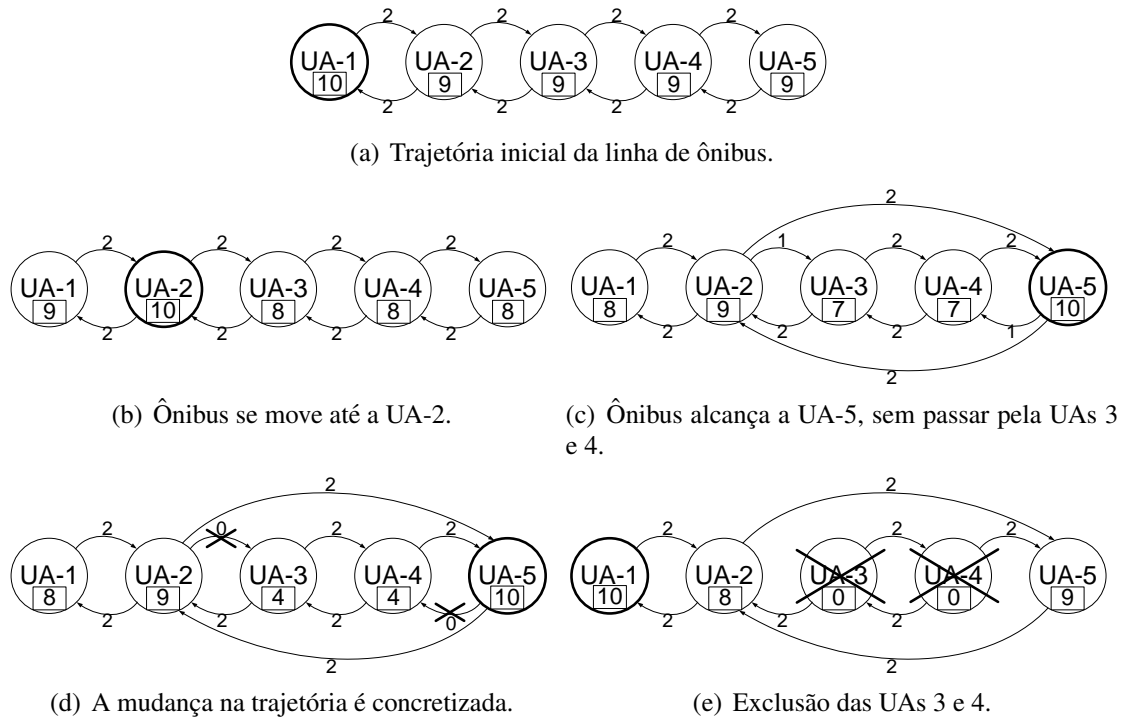 2 2 2 2
UA-1 UA-2 UA-3 UA-4 UA-5
10 9 9 9 9
2 2 2 2
(a) Trajetória inicial da linha de ônibus.
2 2 2 2
UA-1 UA-2 UA-3 UA-4 UA-5
9 10 8 8 8
2 2 2 2
(b) Ônibus se move até a UA-2.
2
2 1 2 2
UA-1 UA-2 UA-3 UA-4 UA-5
8 9 7 7 10
2 2 2 1
2
(c) Ônibus alcança a UA-5, sem passar pela UAs 3
e 4.
2
2 0 2 2
UA-1 UA-2 UA-3 UA-4 UA-5
8 9 4 4 10
2 2 2 0
2
(d) A mudança na trajetória é concretizada.
2
2 2 2
UA-1 UA-2 UA-3 UA-4 UA-5
10 8 0 0 9
2 2 2
2
(e) Exclusão das UAs 3 e 4.